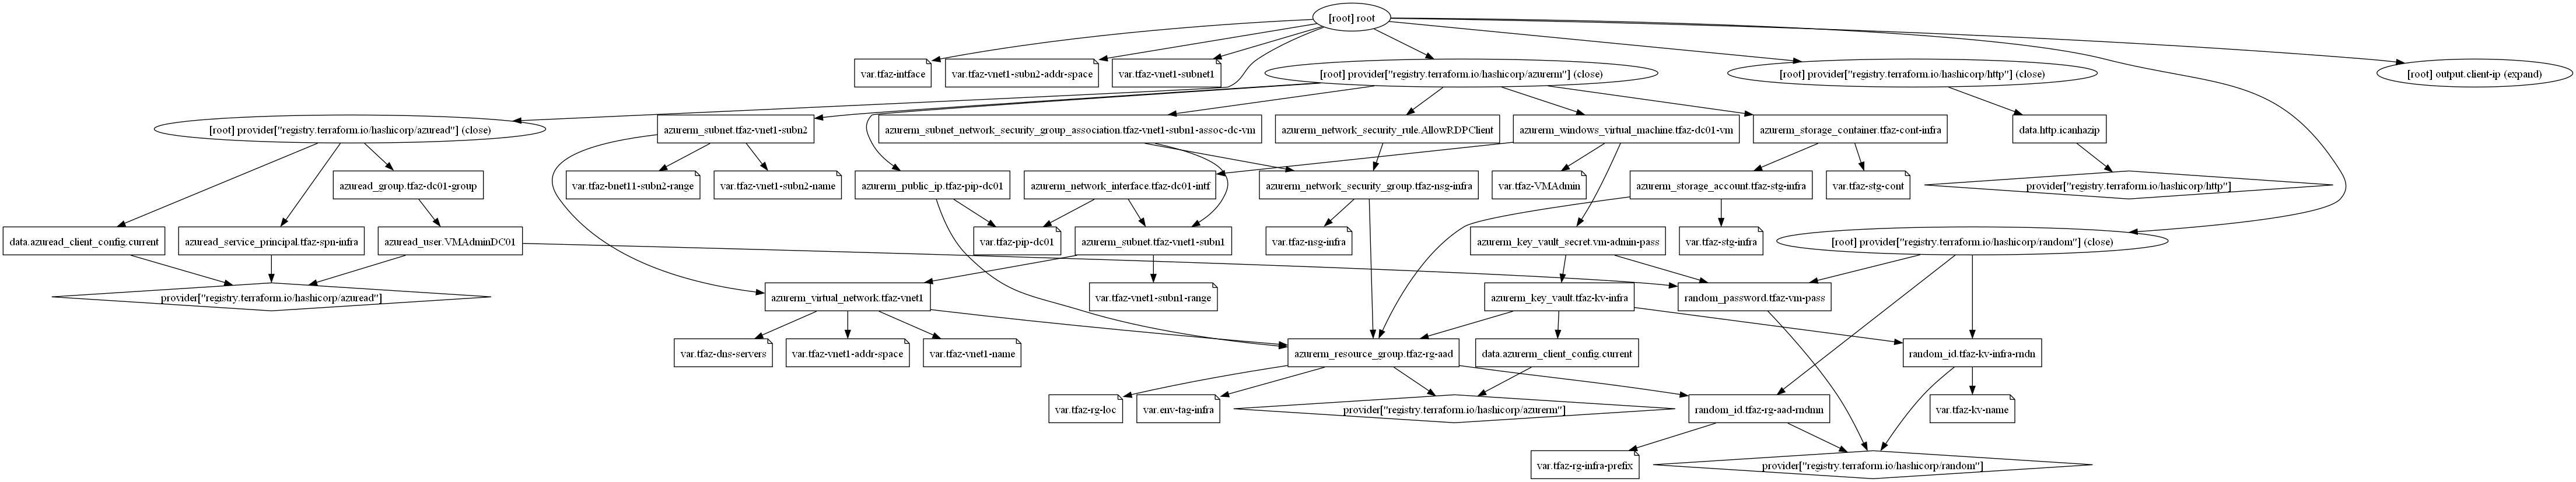 [root] root
var.tfaz-intface
var.tfaz-vnet1-subn2-addr-space
var.tfaz-vnet1-subnet1
[root] provider["registry.terraform.io/hashicorp/azurerm"] (close)
[root] provider["registry.terraform.io/hashicorp/http"] (close)
[root] output.client-ip (expand)
[root] provider["registry.terraform.io/hashicorp/azuread"] (close)
azurerm_subnet.tfaz-vnet1-subn2
azurerm_subnet_network_security_group_association.tfaz-vnet1-subn1-assoc-dc-vm
azurerm_network_security_rule.AllowRDPClient
azurerm_windows_virtual_machine.tfaz-dc01-vm
azurerm_storage_container.tfaz-cont-infra
data.http.icanhazip
azuread_group.tfaz-dc01-group
var.tfaz-bnet11-subn2-range
var.tfaz-vnet1-subn2-name
azurerm_public_ip.tfaz-pip-dc01
azurerm_network_interface.tfaz-dc01-intf
azurerm_network_security_group.tfaz-nsg-infra
var.tfaz-VMAdmin
azurerm_storage_account.tfaz-stg-infra
var.tfaz-stg-cont
provider["registry.terraform.io/hashicorp/http"]
data.azuread_client_config.current
azuread_service_principal.tfaz-spn-infra
azuread_user.VMAdminDC01
var.tfaz-pip-dc01
azurerm_subnet.tfaz-vnet1-subn1
var.tfaz-nsg-infra
azurerm_key_vault_secret.vm-admin-pass
var.tfaz-stg-infra
[root] provider["registry.terraform.io/hashicorp/random"] (close)
provider["registry.terraform.io/hashicorp/azuread"]
azurerm_virtual_network.tfaz-vnet1
var.tfaz-vnet1-subn1-range
azurerm_key_vault.tfaz-kv-infra
random_password.tfaz-vm-pass
var.tfaz-dns-servers
var.tfaz-vnet1-addr-space
var.tfaz-vnet1-name
azurerm_resource_group.tfaz-rg-aad
data.azurerm_client_config.current
random_id.tfaz-kv-infra-rndn
var.tfaz-rg-loc
var.env-tag-infra
provider["registry.terraform.io/hashicorp/azurerm"]
random_id.tfaz-rg-aad-rndmn
var.tfaz-kv-name
var.tfaz-rg-infra-prefix
provider["registry.terraform.io/hashicorp/random"]